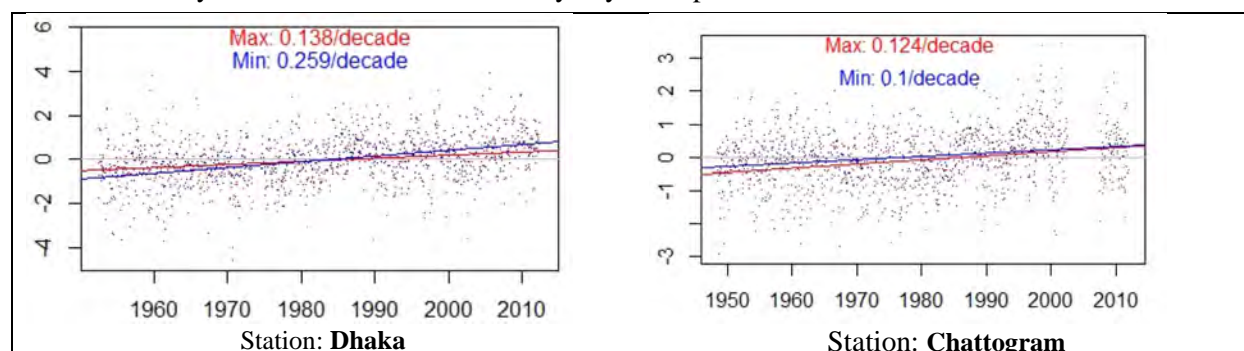 6
4
2
0
-2
-4
Max: 0.138/decade
Min: 0.259/decade
1960 1970 1980 1990 2000 2010
Station: Dhaka
3
2
1
0
-1
-3
Max: 0.124/decade
Min: 0.1/decade
1950 1960 1970 1980 1990 2000 2010
Station: Chattogram